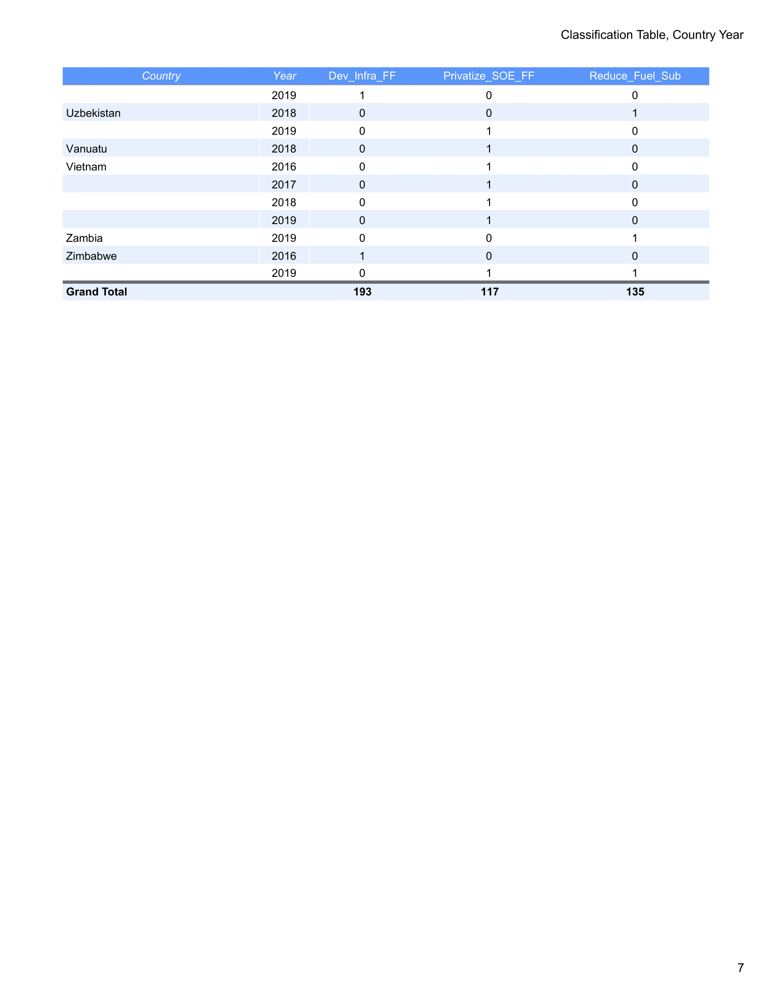 Classification Table, Country Year
Country Year Dev_Infra_FF Privatize_SOE_FF Reduce_Fuel_Sub
2019 1 0 0
Uzbekistan 2018 0 0 1
2019 0 1 0
Vanuatu 2018 0 1 0
Vietnam 2016 0 1 0
2017 0 1 0
2018 0 1 0
2019 0 1 0
Zambia 2019 0 0 1
Zimbabwe 2016 1 0 0
2019 0 1 1
Grand Total 193 117 135
7